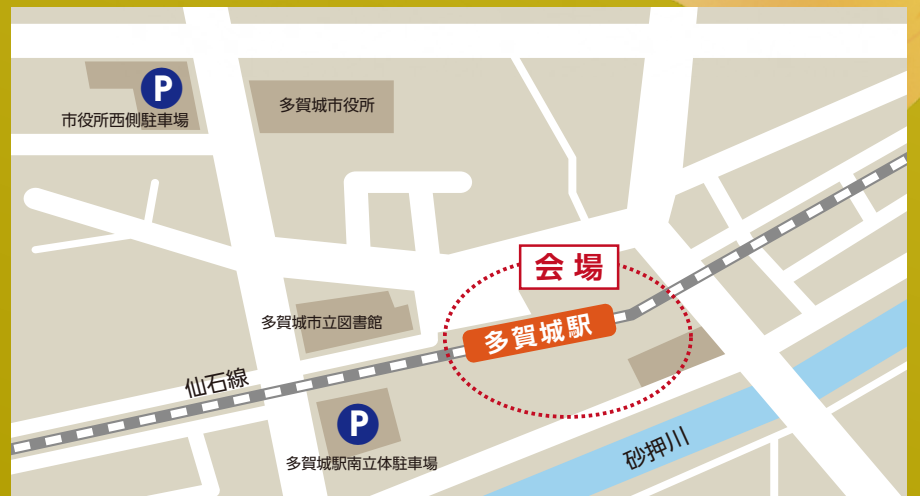 P
市役所西側駐車場
多賀城市役所
会場
多賀城市立図書館
多賀城駅
仙石線
P
多賀城駅南立体駐車場
砂押川